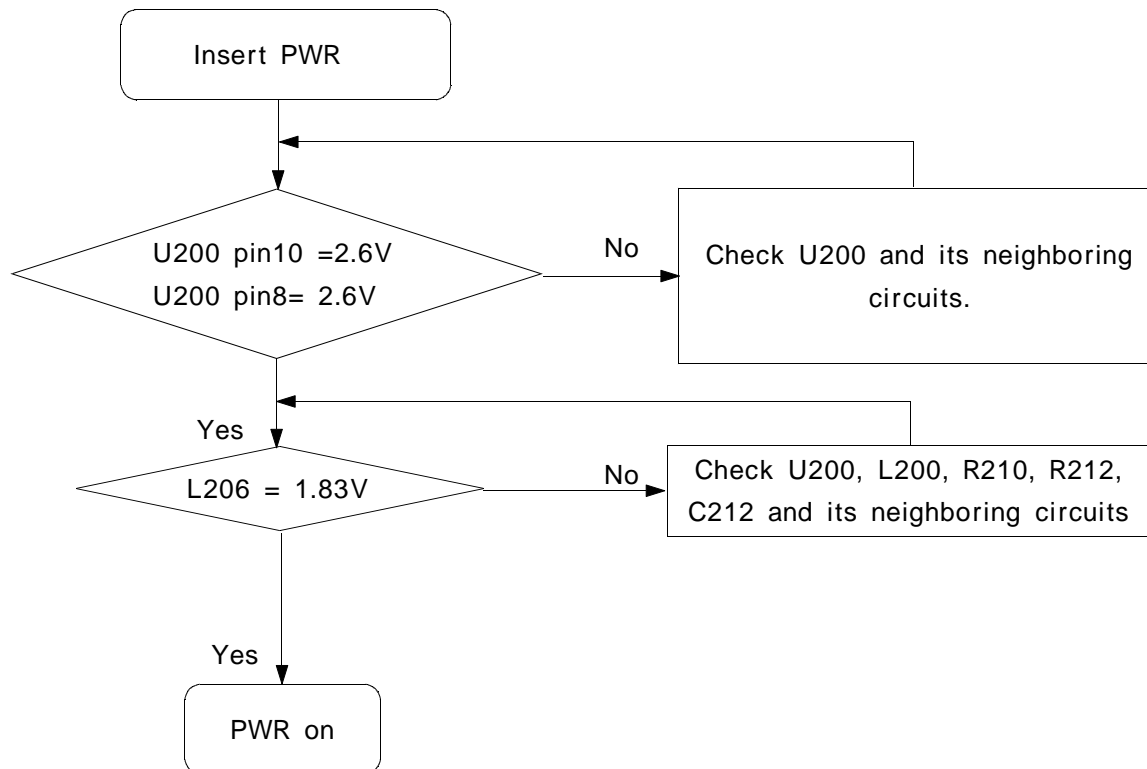 Insert PWR
U200 pin10 =2.6V
U200 pin8= 2.6V
No
Check U200 and its neighboring
circuits.
Yes
L206 = 1.83V
No
Check U200, L200, R210, R212,
C212 and its neighboring circuits
Yes
PWR on